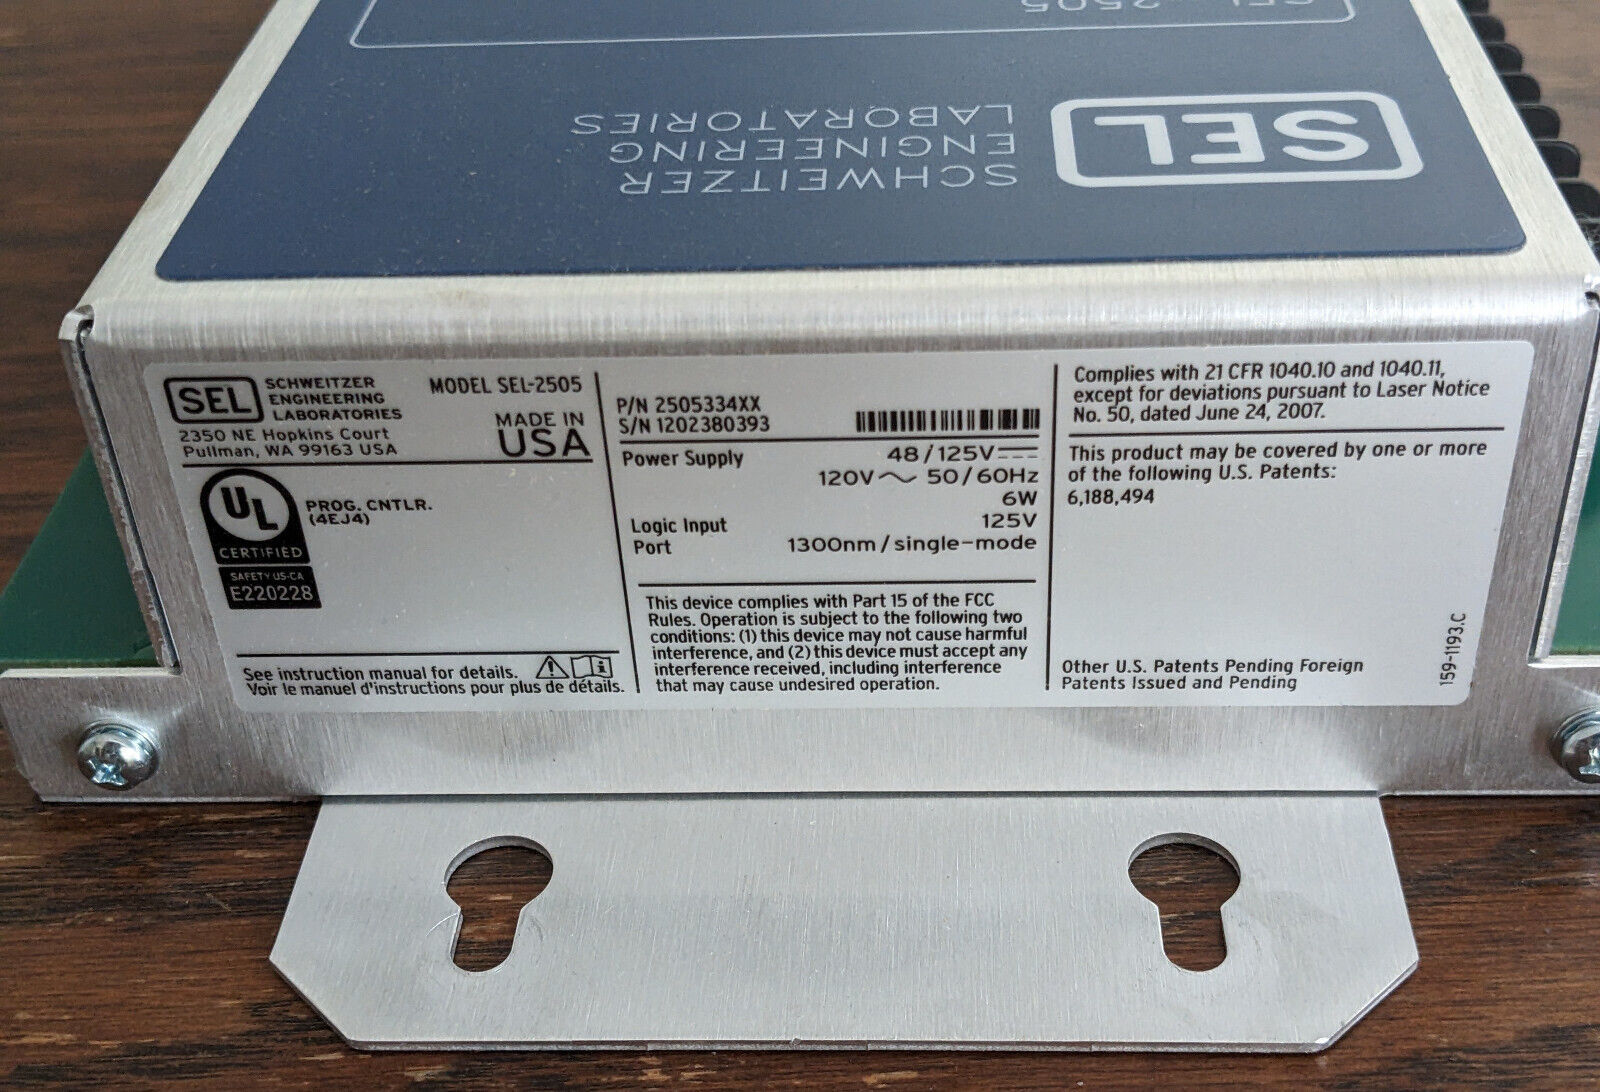 SEL-2505
SEL
SCHWEITZER
ENGINEERING
LABORATORIES
SEL
SCHWEITZER
ENGINEERING
LABORATORIES
2350 NE Hopkins Court
Pullman, WA 99163 USA
MODEL SEL-2505
MADE IN
USA
UL
CERTIFIED
SAFETY US-CA
E220228
PROG. CNTLR.
(4EJ4)
See instruction manual for details.
Voir le manuel d'instructions pour plus de détails.
P/N 2505334XX
S/N 1202380393
Power Supply 48/125V⎓
120V∼ 50/60Hz
6W
Logic Input 125V
Port 1300nm/single-mode
This device complies with Part 15 of the FCC
Rules. Operation is subject to the following two
conditions: (1) this device may not cause harmful
interference, and (2) this device must accept any
interference received, including interference
that may cause undesired operation.
Complies with 21 CFR 1040.10 and 1040.11,
except for deviations pursuant to Laser Notice
No. 50, dated June 24, 2007.
This product may be covered by one or more
of the following U.S. Patents:
6,188,494
Other U.S. Patents Pending Foreign
Patents Issued and Pending
159-1193.C